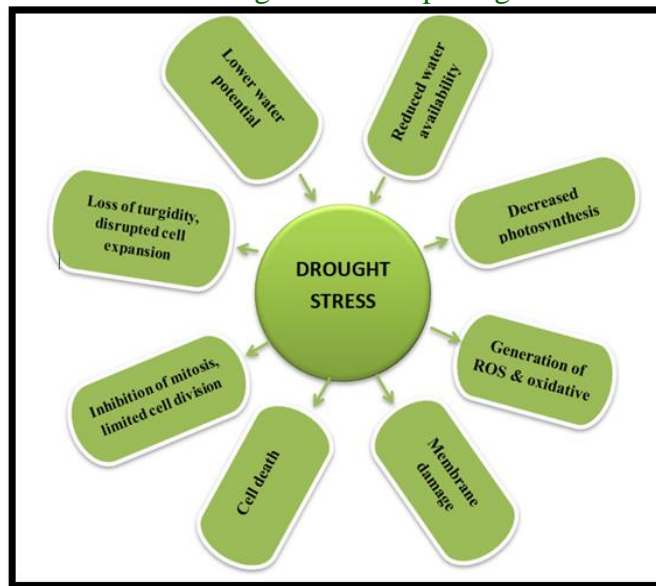 Lower water
potential
Reduced water
availability
Decreased
photosynthesis
Generation of
ROS & oxidative
Membrane
damage
Cell death
Inhibition of mitosis,
limited cell division
Loss of turgidity,
disrupted cell
expansion
DROUGHT
STRESS